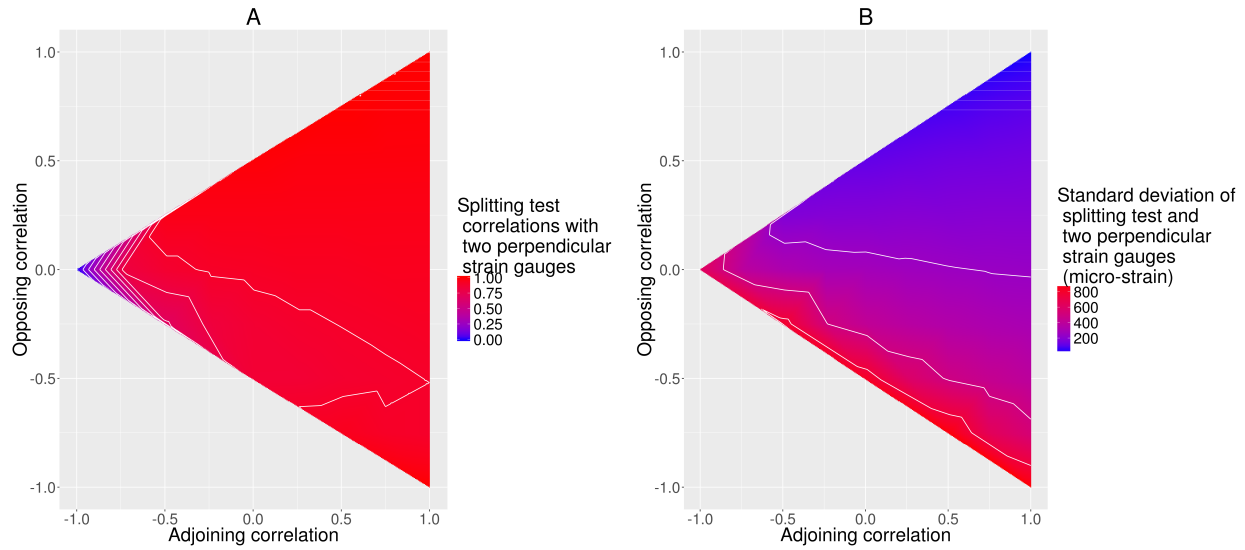 A
Opposing correlation
1.0
0.5
0.0
-0.5
-1.0
-1.0
-0.5
0.0
0.5
1.0
Adjoining correlation
Splitting test
correlations with
two perpendicular
strain gauges
1.00
0.75
0.50
0.25
0.00
B
Opposing correlation
1.0
0.5
0.0
-0.5
-1.0
-1.0
-0.5
0.0
0.5
1.0
Adjoining correlation
Standard deviation of
splitting test and
two perpendicular
strain gauges
(micro-strain)
800
600
400
200